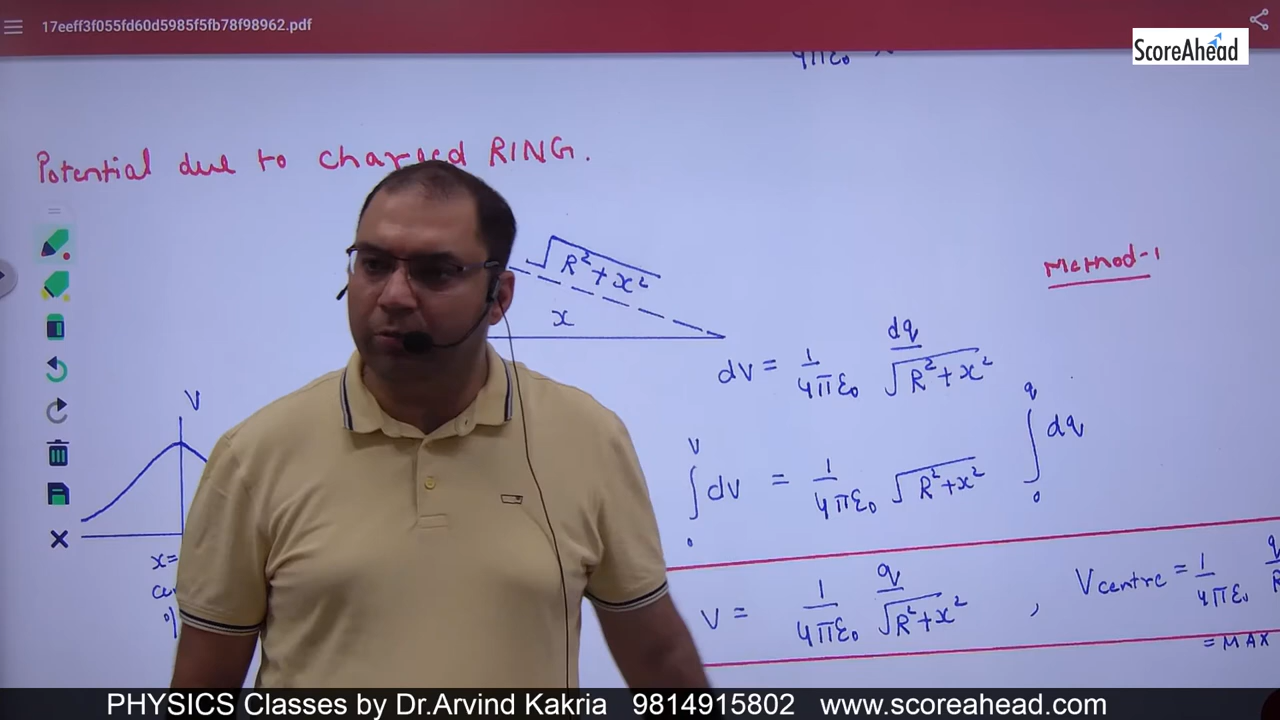 17eeff3f055fd60d5985f5fb78f98962.pdf
ScoreAhead
4πε₀
Potential due to charged RING.
√R²+x²
x
Method-1
dv = 1/4πε₀ dq/√R²+x²
V
∫₀ⱽ dv = 1/4πε₀ √R²+x² ∫₀^q dq
x=
V = 1/4πε₀ q/√R²+x² , Vcentre = 1/4πε₀ q/R
= MAX
PHYSICS Classes by Dr.Arvind Kakria 9814915802 www.scoreahead.com